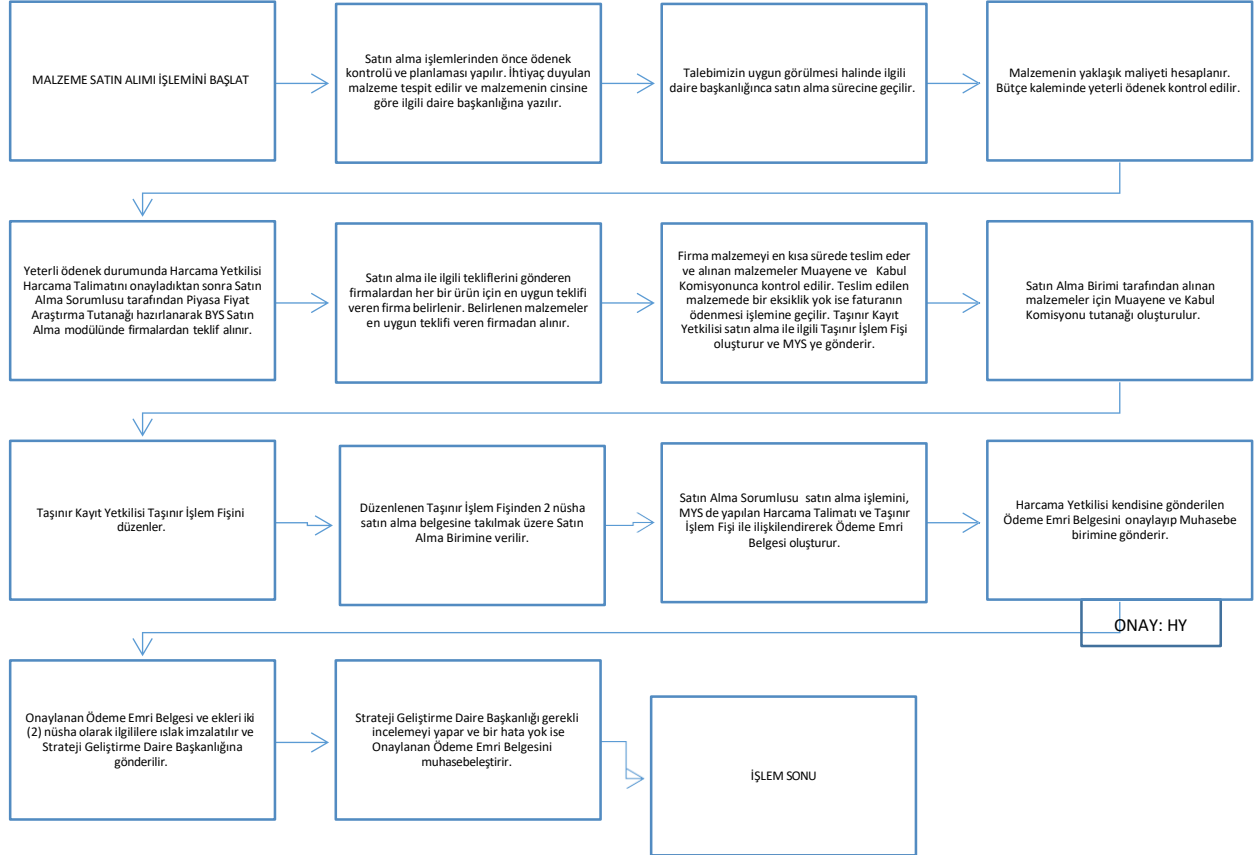 MALZEME SATIN ALIMI İŞLEMİNİ BAŞLAT
Satın alma işlemlerinden önce ödenek
kontrolü ve planlaması yapılır. İhtiyaç duyulan
malzeme tespit edilir ve malzemenin cinsine
göre ilgili daire başkanlığına yazılır.
Talebimizin uygun görülmesi halinde ilgili
daire başkanlığınca satın alma sürecine geçilir.
Malzemenin yaklaşık maliyeti hesaplanır.
Bütçe kaleminde yeterli ödenek kontrol edilir.
Yeterli ödenek durumunda Harcama Yetkilisi
Harcama Talimatını onayladıktan sonra Satın
Alma Sorumlusu tarafından Piyasa Fiyat
Araştırma Tutanağı hazırlanarak BYS Satın
Alma modülünde firmalardan teklif alınır.
Satın alma ile ilgili tekliflerini gönderen
firmalardan her bir ürün için en uygun teklifi
veren firma belirlenir. Belirlenen malzemeler
en uygun teklifi veren firmadan alınır.
Firma malzemeyi en kısa sürede teslim eder
ve alınan malzemeler Muayene ve Kabul
Komisyonunca kontrol edilir. Teslim edilen
malzemede bir eksiklik yok ise faturanın
ödenmesi işlemine geçilir. Taşınır Kayıt
Yetkilisi satın alma ile ilgili Taşınır İşlem Fişi
oluşturur ve MYS ye gönderir.
Satın Alma Birimi tarafından alınan
malzemeler için Muayene ve Kabul
Komisyonu tutanağı oluşturulur.
Taşınır Kayıt Yetkilisi Taşınır İşlem Fişini
düzenler.
Düzenlenen Taşınır İşlem Fişinden 2 nüsha
satın alma belgesine takılmak üzere Satın
Alma Birimine verilir.
Satın Alma Sorumlusu satın alma işlemini,
MYS de yapılan Harcama Talimatı ve Taşınır
İşlem Fişi ile ilişkilendirerek Ödeme Emri
Belgesi oluşturur.
Harcama Yetkilisi kendisine gönderilen
Ödeme Emri Belgesini onaylayıp Muhasebe
birimine gönderir.
ONAY: HY
Onaylanan Ödeme Emri Belgesi ve ekleri iki
(2) nüsha olarak ilgililere ıslak imzalatılır ve
Strateji Geliştirme Daire Başkanlığına
gönderilir.
Strateji Geliştirme Daire Başkanlığı gerekli
incelemeyi yapar ve bir hata yok ise
Onaylanan Ödeme Emri Belgesini
muhasebeleştirir.
İŞLEM SONU